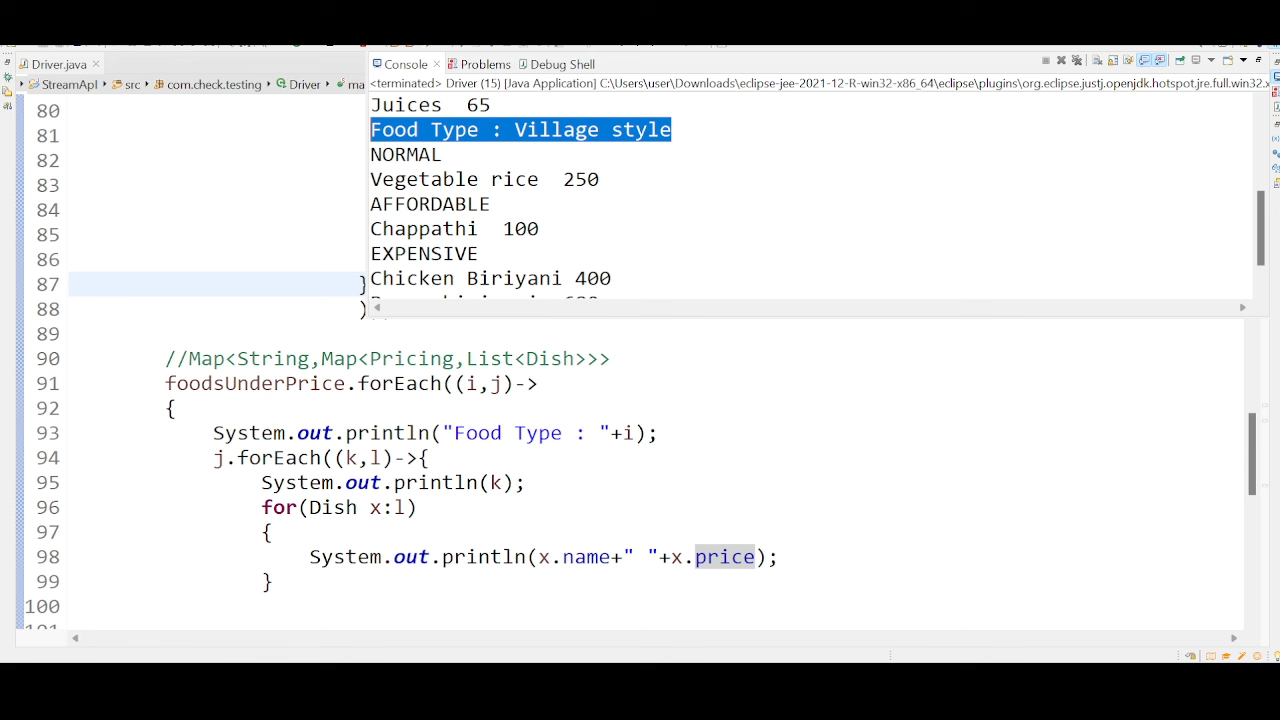 Driver.java
Console
Problems
Debug Shell
StreamApI
src
com.check.testing
Driver
ma
<terminated> Driver (15) [Java Application] C:\Users\user\Downloads\eclipse-jee-2021-12-R-win32-x86_64\eclipse\plugins\org.eclipse.justj.openjdk.hotspot.jre.full.win32.x
Juices  65
Food Type : Village style
NORMAL
Vegetable rice  250
AFFORDABLE
Chappathi  100
EXPENSIVE
Chicken Biriyani 400
80
81
82
83
84
85
86
87 }
88 )
89
90 //Map<String,Map<Pricing,List<Dish>>>
91 foodsUnderPrice.forEach((i,j)->
92 {
93 System.out.println("Food Type : "+i);
94 j.forEach((k,l)->{
95 System.out.println(k);
96 for(Dish x:l)
97 {
98 System.out.println(x.name+" "+x.price);
99 }
100